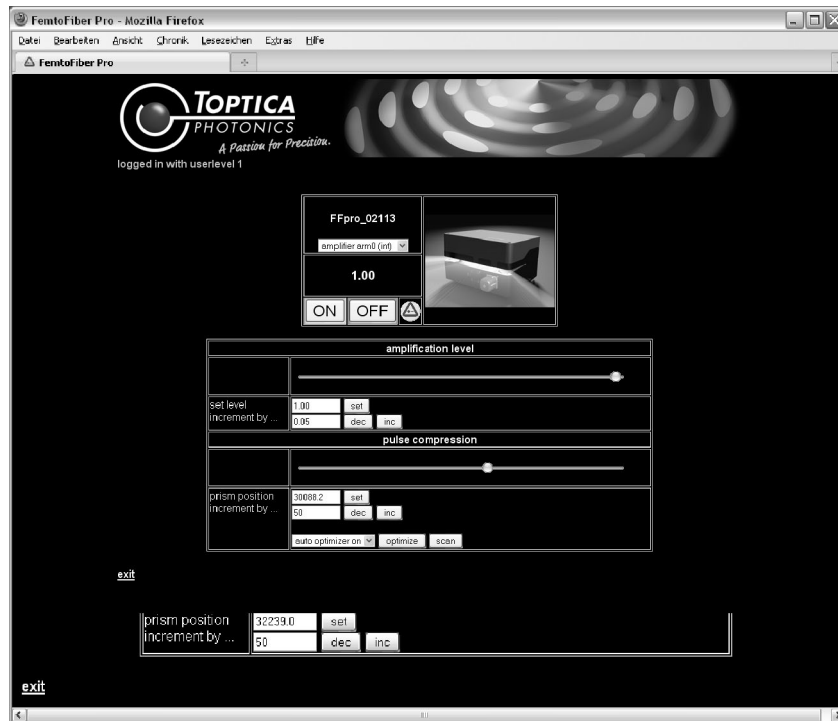 FemtoFiber Pro - Mozilla Firefox
Datei Bearbeiten Ansicht Chronik Lesezeichen Extras Hilfe
FemtoFiber Pro
TOPTICA
PHOTONICS
A Passion for Precision.
logged in with userlevel 1
FFpro_02113
amplifier arm0 (int)
1.00
ON OFF
amplification level
set level 1.00 set
increment by ... 0.05 dec inc
pulse compression
prism position 30088.2 set
increment by ... 50 dec inc
auto optimizer on optimize scan
exit
prism position 32239.0 set
increment by ... 50 dec inc
exit